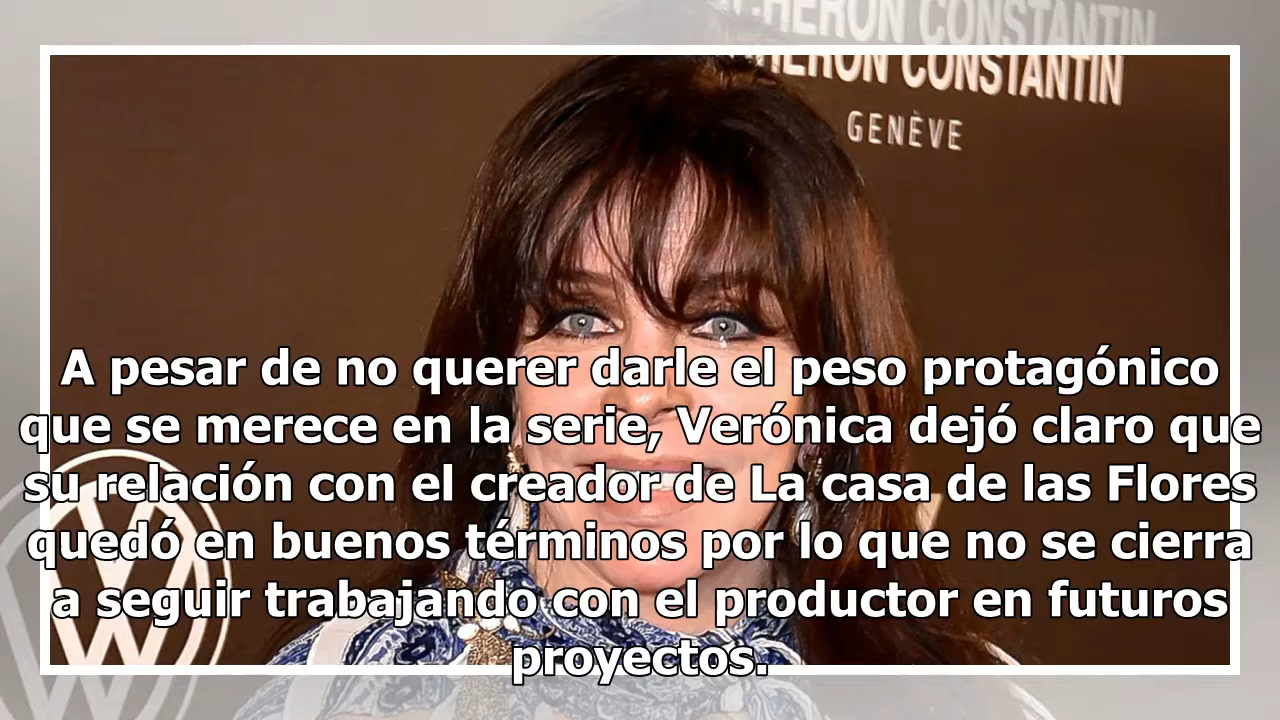 CONSTANTIN
HERON CONSTANTIN
GENÈVE
A pesar de no querer darle el peso protagónico
que se merece en la serie, Verónica dejó claro que
su relación con el creador de La casa de las Flores
quedó en buenos términos por lo que no se cierra
a seguir trabajando con el productor en futuros
proyectos.